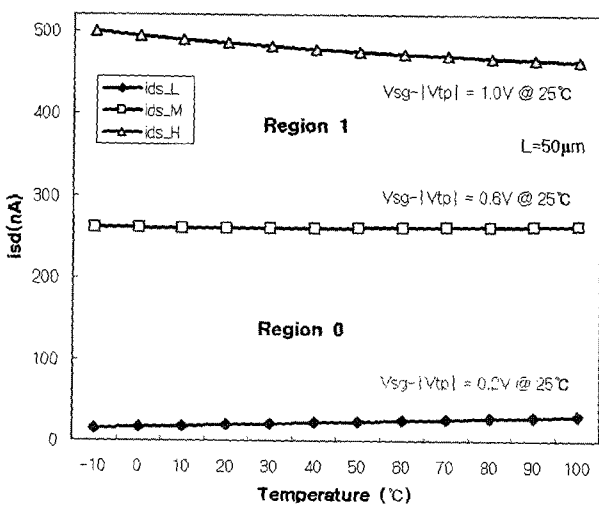 500
400
300
200
100
0
isd(nA)
ids_L
ids_M
ids_H
Vsg-|Vtp| = 1.0V @ 25℃
Region 1
L=50μm
Vsg-|Vtp| = 0.6V @ 25℃
Region 0
Vsg-|Vtp| = 0.2V @ 25℃
-10 0 10 20 30 40 50 60 70 80 90 100
Temperature (℃)